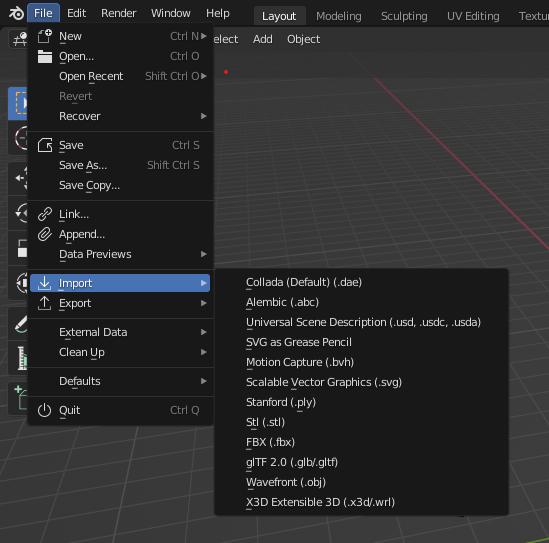 File Edit Render Window Help Layout Modeling Sculpting UV Editing
elect Add Object
New Ctrl N
Open... Ctrl O
Open Recent Shift Ctrl O
Revert
Recover
Save Ctrl S
Save As... Shift Ctrl S
Save Copy...
Link...
Append...
Data Previews
Import
Export
External Data
Clean Up
Defaults
Quit Ctrl Q
Collada (Default) (.dae)
Alembic (.abc)
Universal Scene Description (.usd, .usdc, .usda)
SVG as Grease Pencil
Motion Capture (.bvh)
Scalable Vector Graphics (.svg)
Stanford (.ply)
Stl (.stl)
FBX (.fbx)
glTF 2.0 (.glb/.gltf)
Wavefront (.obj)
X3D Extensible 3D (.x3d/.wrl)